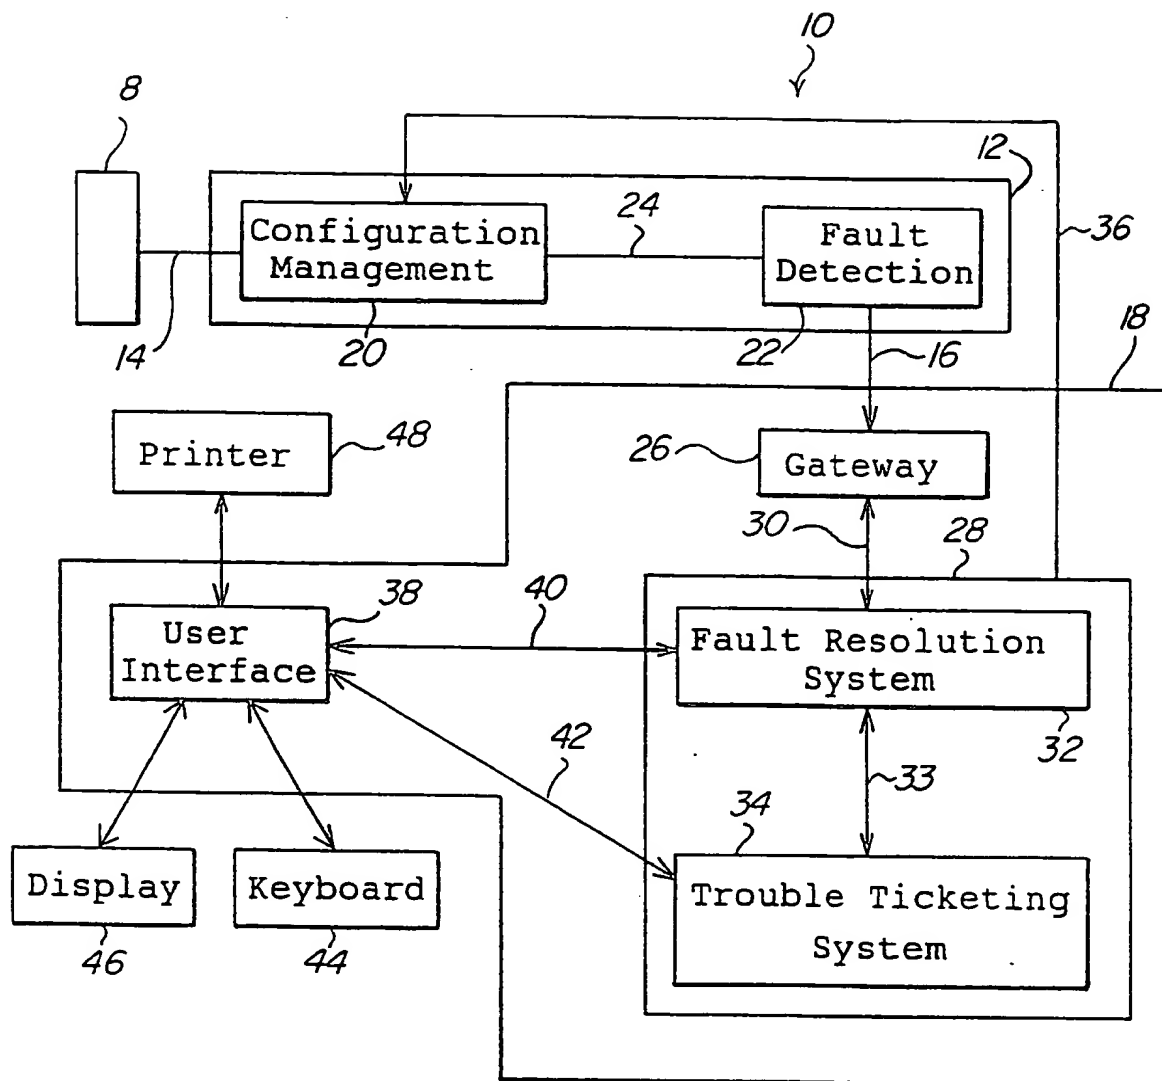 10
8
12
Configuration
Management
24
Fault
Detection
36
14
20
22
16
18
Printer
48
26
Gateway
30
28
User
Interface
38
40
Fault Resolution
System
32
42
33
34
Display
46
Keyboard
44
Trouble Ticketing
System